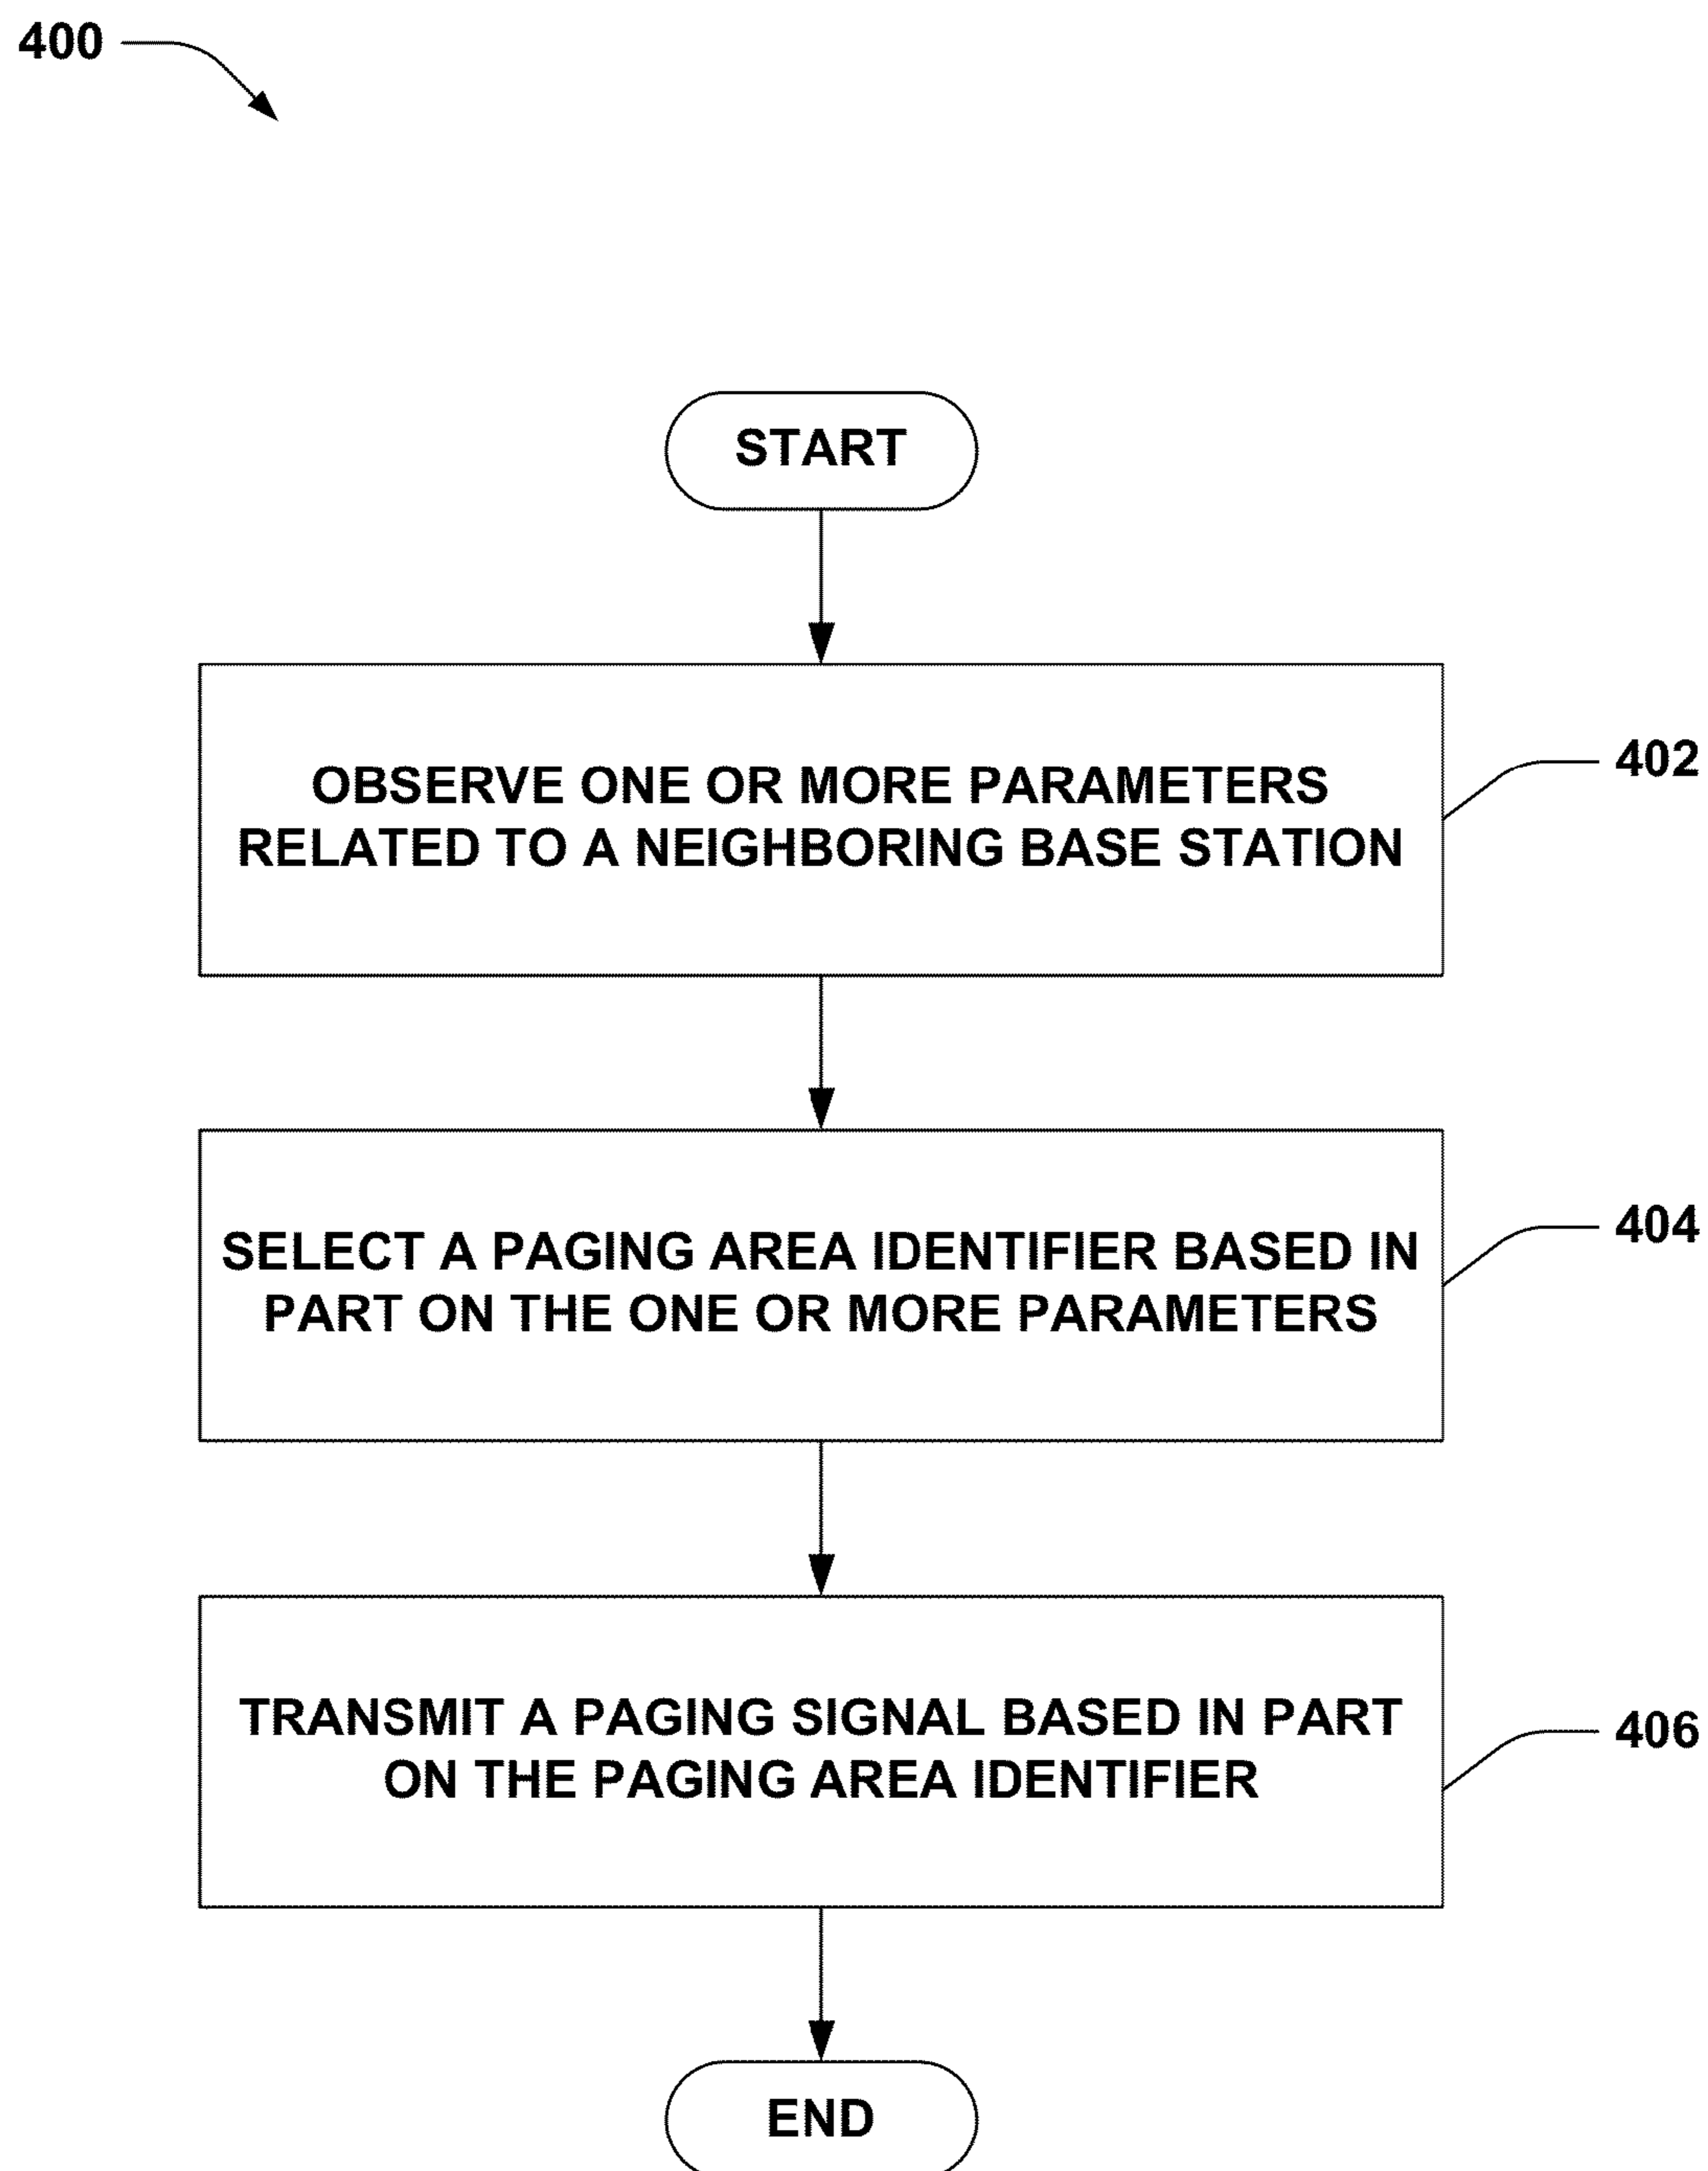 400
START
OBSERVE ONE OR MORE PARAMETERS
RELATED TO A NEIGHBORING BASE STATION
402
SELECT A PAGING AREA IDENTIFIER BASED IN
PART ON THE ONE OR MORE PARAMETERS
404
TRANSMIT A PAGING SIGNAL BASED IN PART
ON THE PAGING AREA IDENTIFIER
406
END